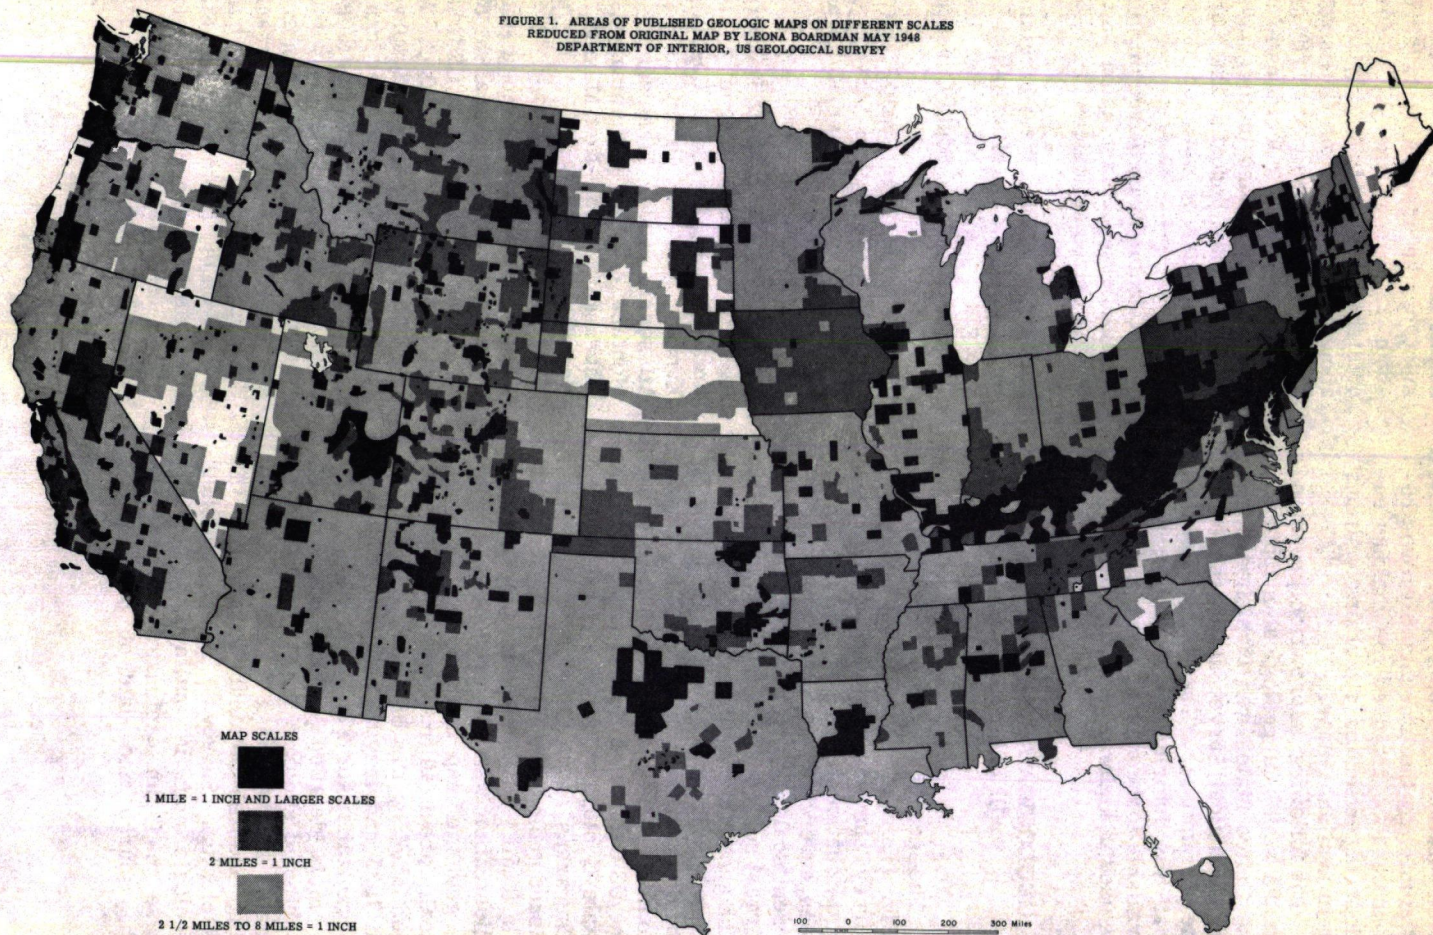 FIGURE 1. AREAS OF PUBLISHED GEOLOGIC MAPS ON DIFFERENT SCALES
REDUCED FROM ORIGINAL MAP BY LEONA BOARDMAN MAY 1948
DEPARTMENT OF INTERIOR, US GEOLOGICAL SURVEY
MAP SCALES
1 MILE = 1 INCH AND LARGER SCALES
2 MILES = 1 INCH
2 1/2 MILES TO 8 MILES = 1 INCH
100 0 100 200 300 Miles